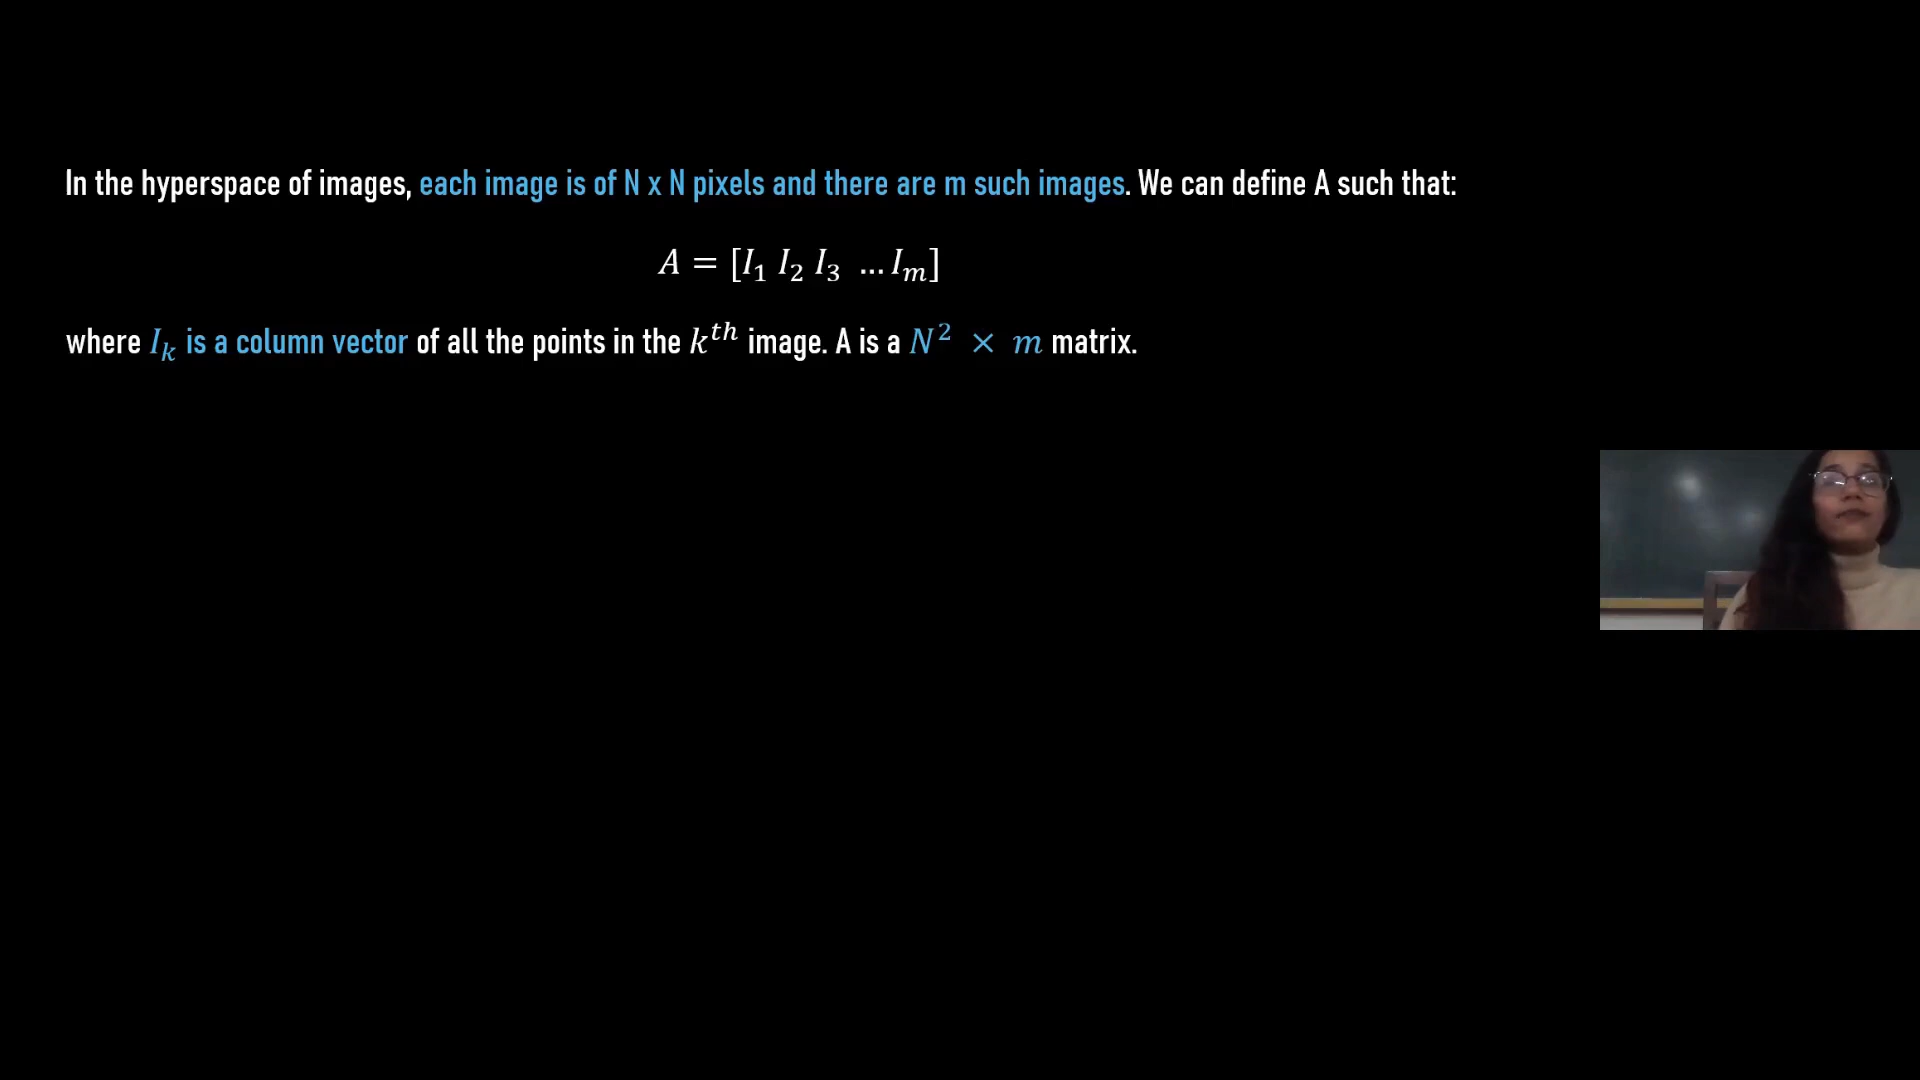 In the hyperspace of images, each image is of N x N pixels and there are m such images. We can define A such that:
A = [I₁ I₂ I₃ …Iₘ]
where Iₖ is a column vector of all the points in the kᵗʰ image. A is a N² × m matrix.